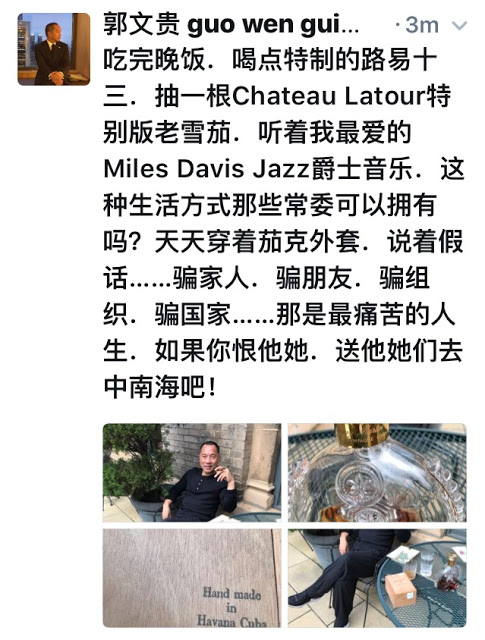 郭文贵 guo wen gui... ·3m
吃完晚饭．喝点特制的路易十
三．抽一根Chateau Latour特
别版老雪茄．听着我最爱的
Miles Davis Jazz爵士音乐．这
种生活方式那些常委可以拥有
吗？天天穿着茄克外套．说着假
话……骗家人．骗朋友．骗组
织．骗国家……那是最痛苦的人
生．如果你恨他她．送他她们去
中南海吧！
Hand made
in
Havana Cuba